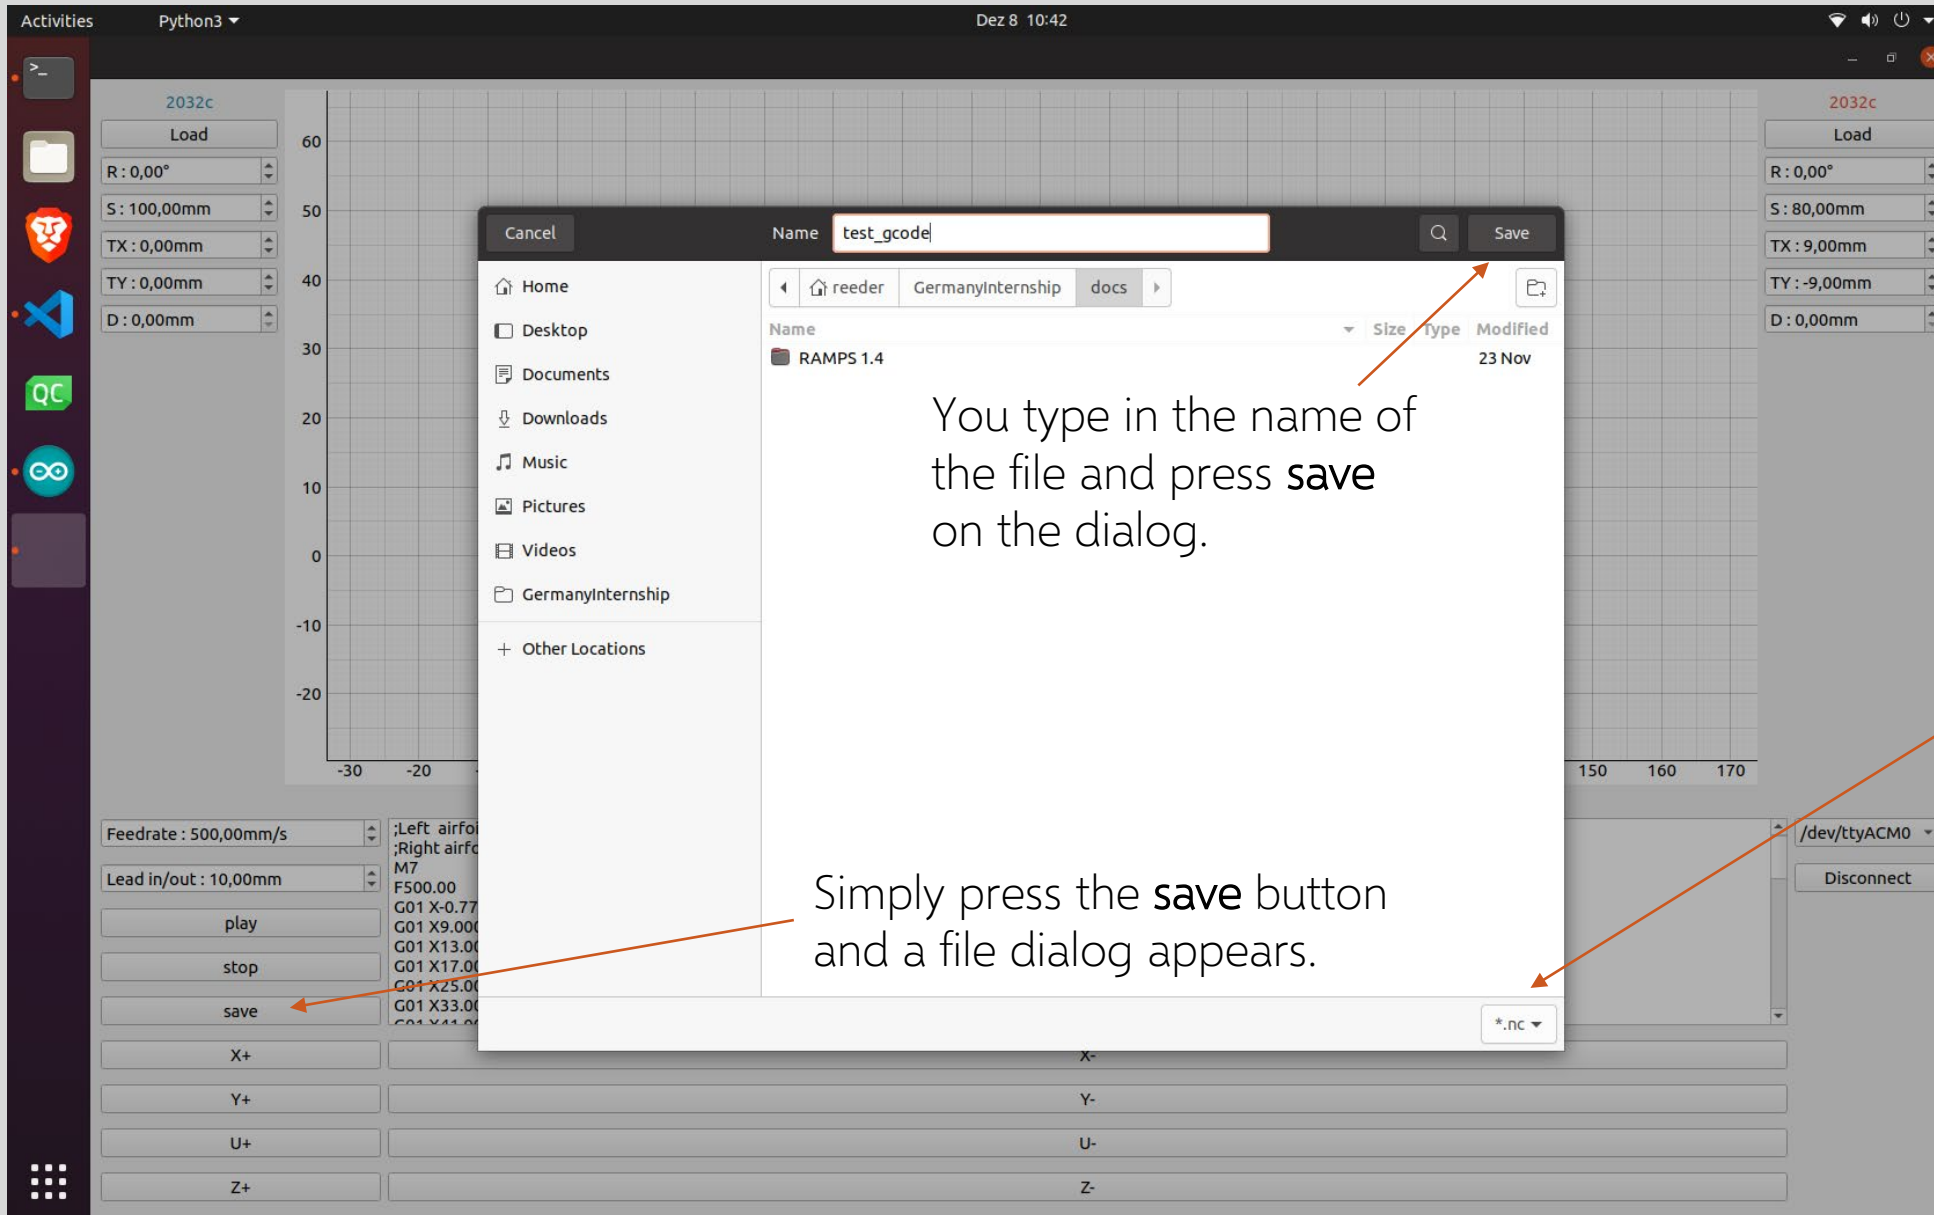 Activities Python3 Dez 8 10:42
2032c
Load
R : 0,00°
S : 100,00mm
TX : 0,00mm
TY : 0,00mm
D : 0,00mm
60
50
40
30
20
10
0
-10
-20
-30 -20
150 160 170
2032c
Load
R : 0,00°
S : 80,00mm
TX : 9,00mm
TY : -9,00mm
D : 0,00mm
QC
Cancel Name test_gcode Save
Home
Desktop
Documents
Downloads
Music
Pictures
Videos
GermanyInternship
+ Other Locations
reeder GermanyInternship docs
Name Size Type Modified
RAMPS 1.4 23 Nov
You type in the name of
the file and press save
on the dialog.
Simply press the save button
and a file dialog appears.
*.nc
Feedrate : 500,00mm/s
Lead in/out : 10,00mm
play
stop
save
;Left airfoi
;Right airfo
M7
F500.00
G01 X-0.77
G01 X9.000
G01 X13.00
G01 X17.00
G01 X25.00
G01 X33.00
G01 X41.00
/dev/ttyACM0
Disconnect
X+ X-
Y+ Y-
U+ U-
Z+ Z-